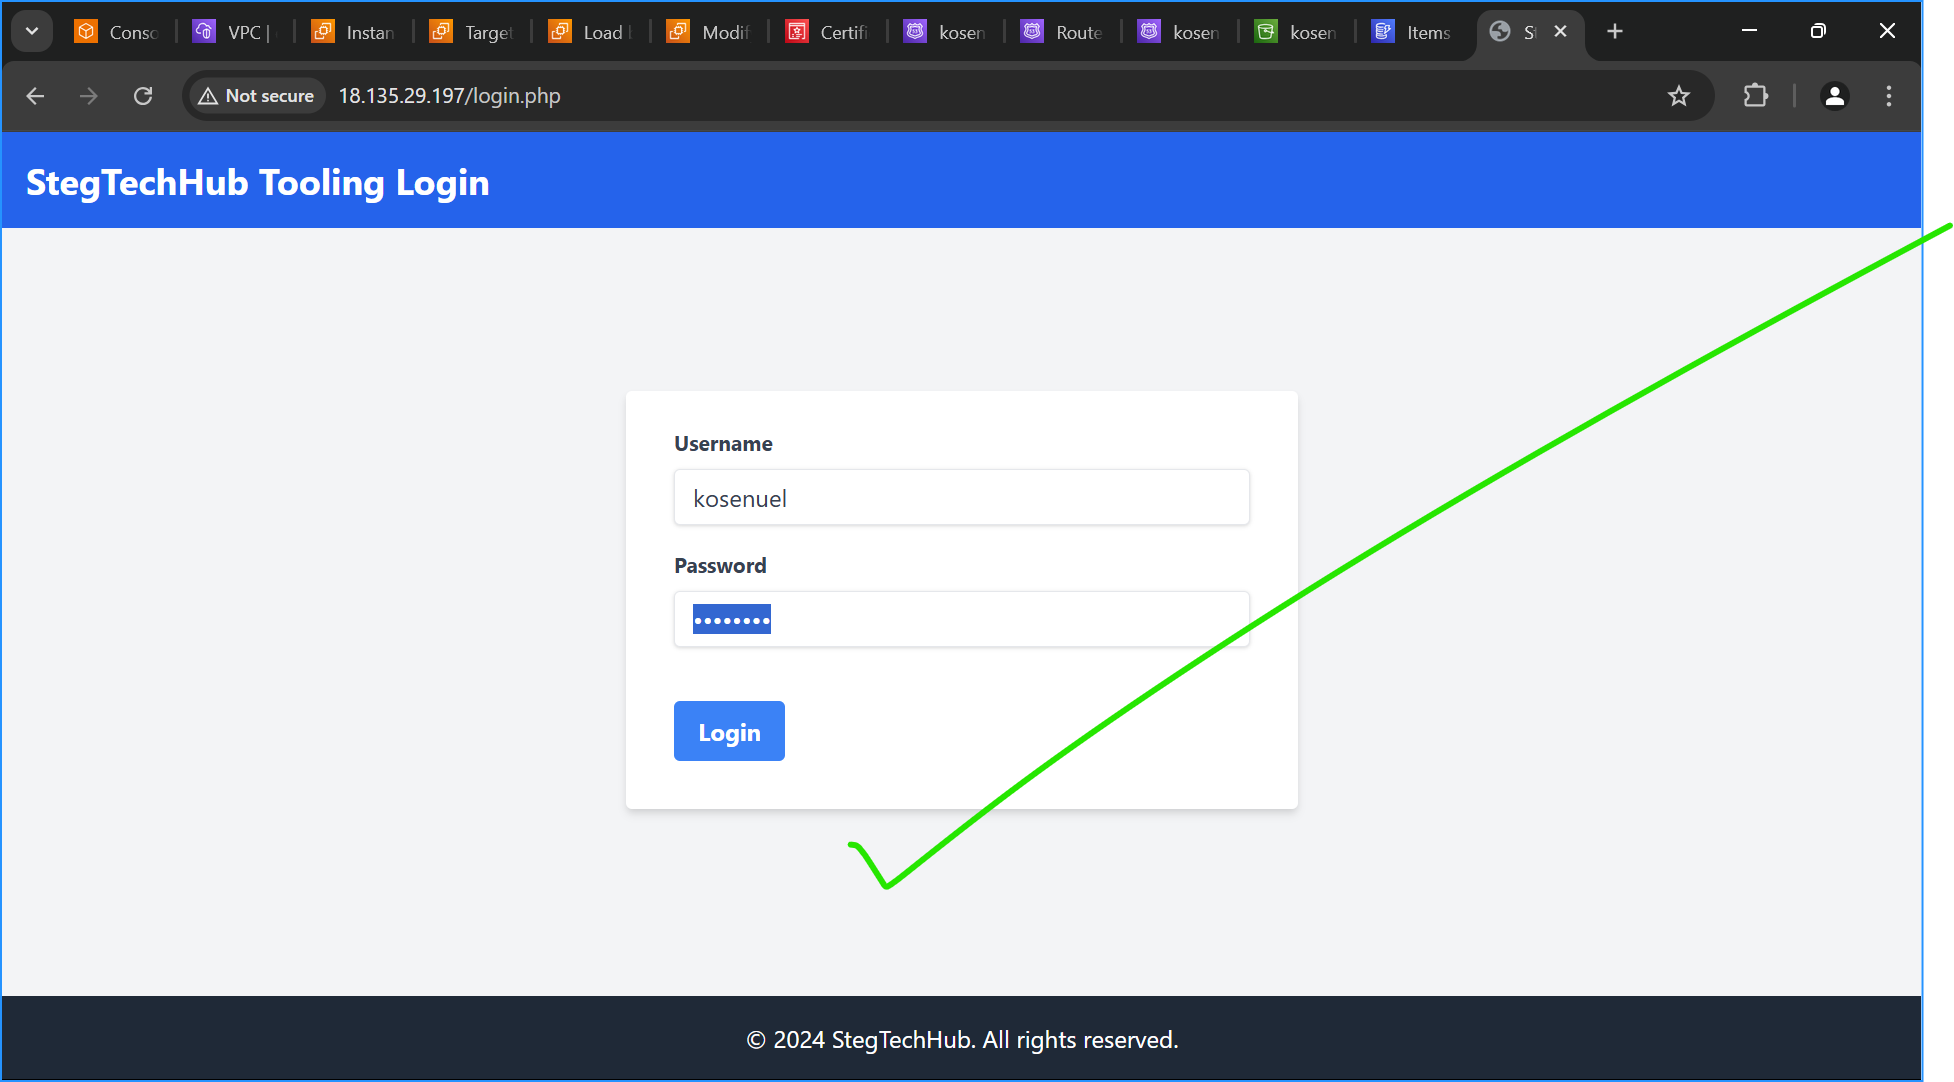 Conso
VPC |
Instan
Target
Load
Modif
Certifi
kosen
Route
kosen
kosen
Items
St
Not secure
18.135.29.197/login.php
StegTechHub Tooling Login
Username
kosenuel
Password
••••••••
Login
© 2024 StegTechHub. All rights reserved.